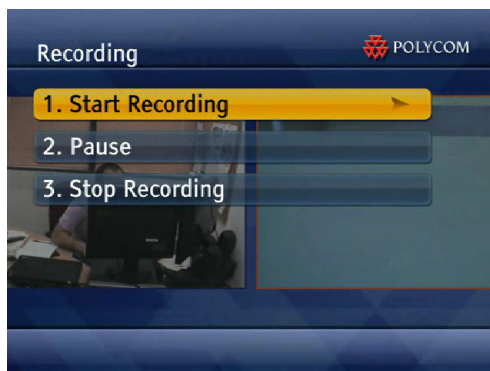 Recording
POLYCOM
1. Start Recording
2. Pause
3. Stop Recording